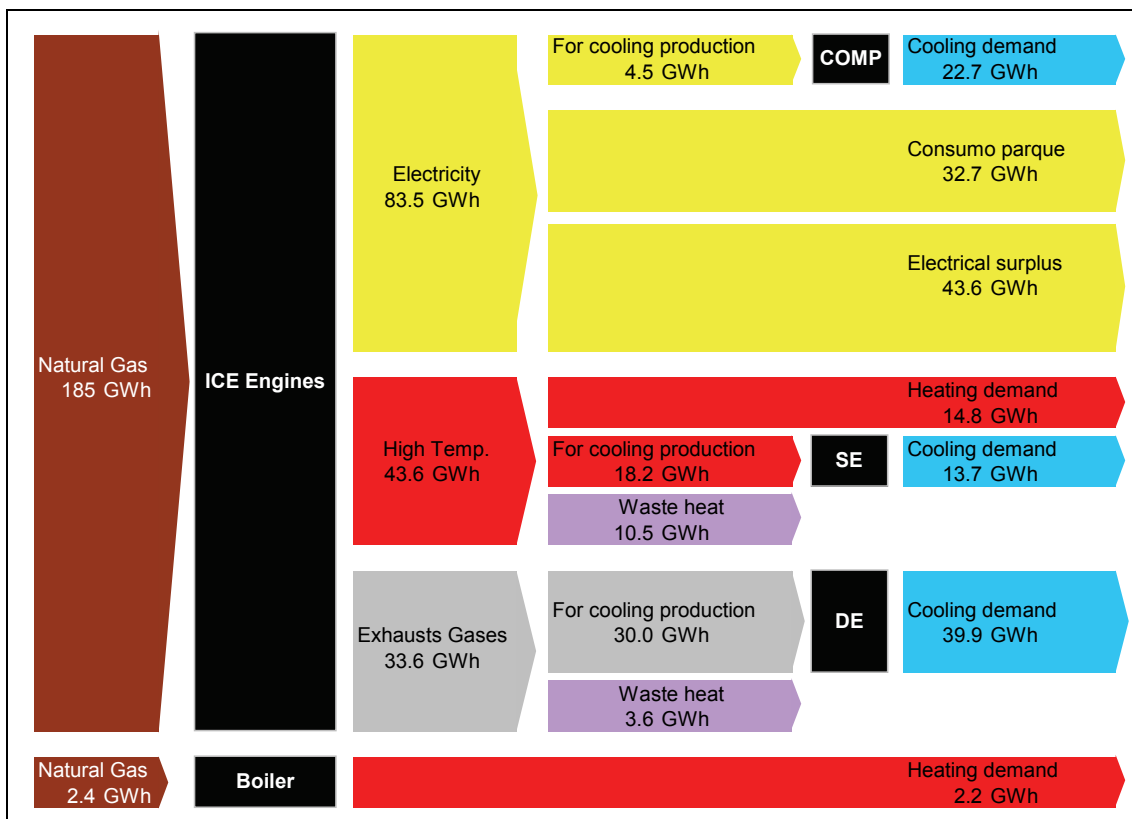 For cooling production
4.5 GWh
COMP
Cooling demand
22.7 GWh
Electricity
83.5 GWh
Consumo parque
32.7 GWh
Electrical surplus
43.6 GWh
Natural Gas
185 GWh
ICE Engines
High Temp.
43.6 GWh
Heating demand
14.8 GWh
For cooling production
18.2 GWh
SE
Cooling demand
13.7 GWh
Waste heat
10.5 GWh
Exhausts Gases
33.6 GWh
For cooling production
30.0 GWh
DE
Cooling demand
39.9 GWh
Waste heat
3.6 GWh
Natural Gas
2.4 GWh
Boiler
Heating demand
2.2 GWh